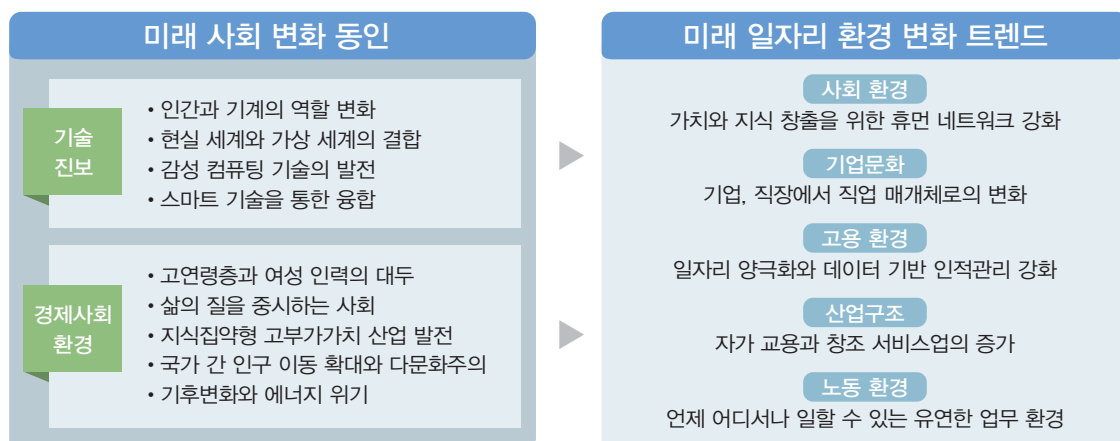 미래 사회 변화 동인
기술
진보
• 인간과 기계의 역할 변화
• 현실 세계와 가상 세계의 결합
• 감성 컴퓨팅 기술의 발전
• 스마트 기술을 통한 융합
경제사회
환경
• 고연령층과 여성 인력의 대두
• 삶의 질을 중시하는 사회
• 지식집약형 고부가가치 산업 발전
• 국가 간 인구 이동 확대와 다문화주의
• 기후변화와 에너지 위기
미래 일자리 환경 변화 트렌드
사회 환경
가치와 지식 창출을 위한 휴먼 네트워크 강화
기업문화
기업, 직장에서 직업 매개체로의 변화
고용 환경
일자리 양극화와 데이터 기반 인적관리 강화
산업구조
자가 교용과 창조 서비스업의 증가
노동 환경
언제 어디서나 일할 수 있는 유연한 업무 환경